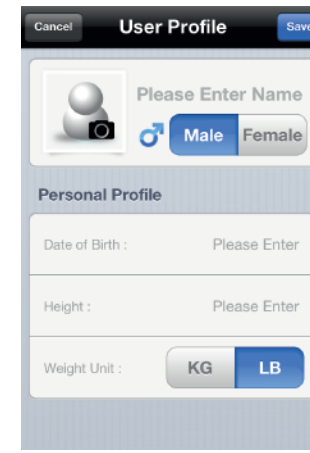 Cancel User Profile Save
Please Enter Name
Male Female
Personal Profile
Date of Birth : Please Enter
Height : Please Enter
Weight Unit : KG LB